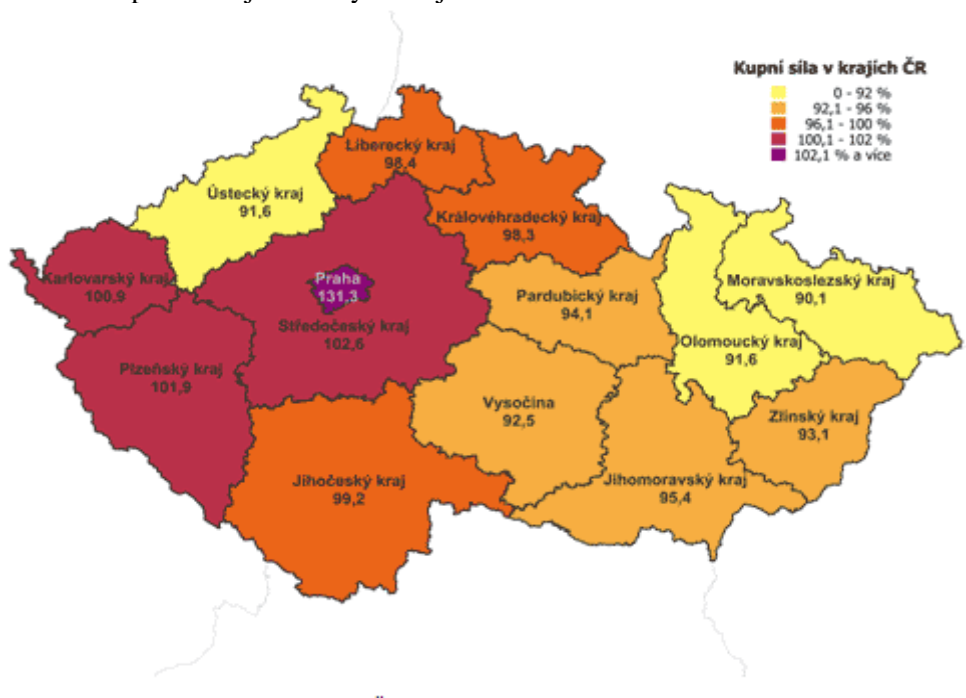 Kupní síla v krajích ČR
0 - 92 %
92,1 - 96 %
96,1 - 100 %
100,1 - 102 %
102,1 % a více
Liberecký kraj
98,4
Ústecký kraj
91,6
Královéhradecký kraj
98,3
Karlovarský kraj
100,9
Praha
131,3
Středočeský kraj
102,6
Pardubický kraj
94,1
Moravskoslezský kraj
90,1
Olomoucký kraj
91,6
Plzeňský kraj
101,9
Vysočina
92,5
Zlínský kraj
93,1
Jihočeský kraj
99,2
Jihomoravský kraj
95,4